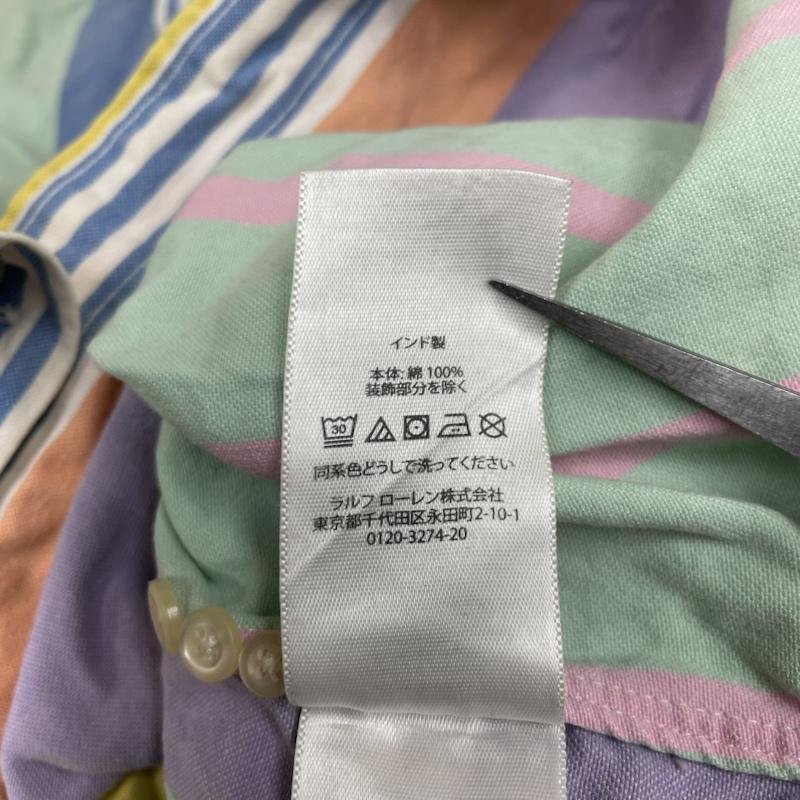 インド製
本体: 綿 100%
装飾部分を除く
30
同系色どうしで洗ってください
ラルフ ローレン株式会社
東京都千代田区永田町2-10-1
0120-3274-20